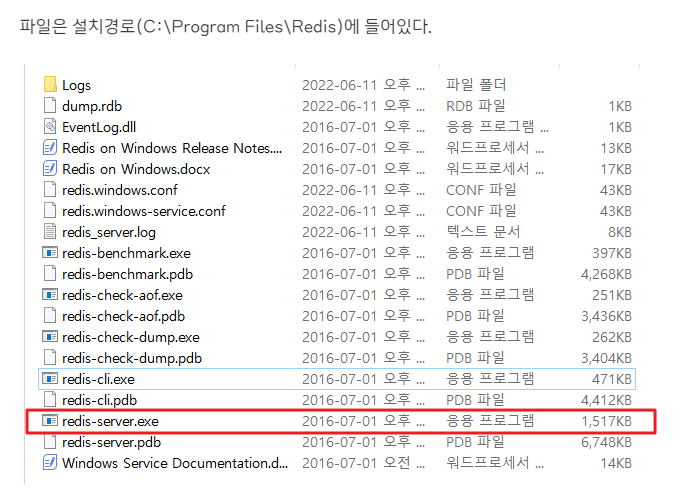 파일은 설치경로(C:\Program Files\Redis)에 들어있다.
Logs 2022-06-11 오후 ... 파일 폴더
dump.rdb 2022-06-11 오후 ... RDB 파일 1KB
EventLog.dll 2016-07-01 오후 ... 응용 프로그램 ... 1KB
Redis on Windows Release Notes.... 2016-07-01 오후 ... 워드프로세서 ... 13KB
Redis on Windows.docx 2016-07-01 오후 ... 워드프로세서 ... 17KB
redis.windows.conf 2022-06-11 오후 ... CONF 파일 43KB
redis.windows-service.conf 2022-06-11 오후 ... CONF 파일 43KB
redis_server.log 2022-06-11 오후 ... 텍스트 문서 8KB
redis-benchmark.exe 2016-07-01 오후 ... 응용 프로그램 397KB
redis-benchmark.pdb 2016-07-01 오후 ... PDB 파일 4,268KB
redis-check-aof.exe 2016-07-01 오후 ... 응용 프로그램 251KB
redis-check-aof.pdb 2016-07-01 오후 ... PDB 파일 3,436KB
redis-check-dump.exe 2016-07-01 오후 ... 응용 프로그램 262KB
redis-check-dump.pdb 2016-07-01 오후 ... PDB 파일 3,404KB
redis-cli.exe 2016-07-01 오후 ... 응용 프로그램 471KB
redis-cli.pdb 2016-07-01 오후 ... PDB 파일 4,412KB
redis-server.exe 2016-07-01 오후 ... 응용 프로그램 1,517KB
redis-server.pdb 2016-07-01 오후 ... PDB 파일 6,748KB
Windows Service Documentation.d... 2016-07-01 오전 ... 워드프로세서 ... 14KB